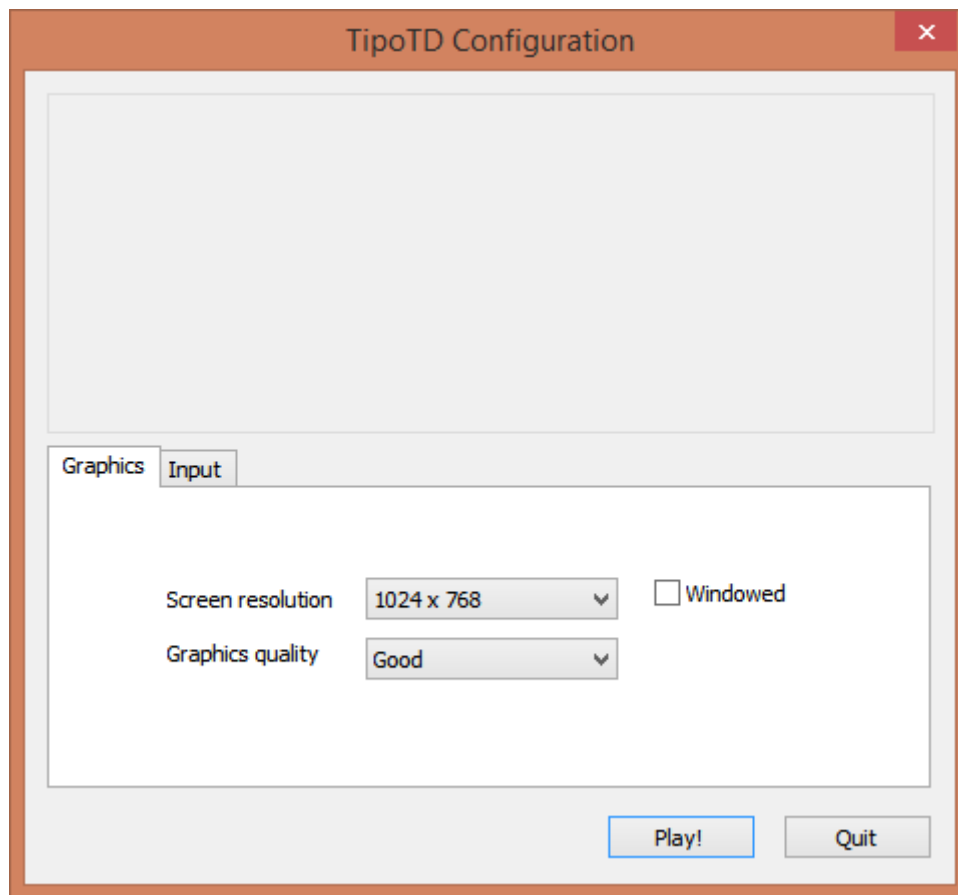 TipoTD Configuration
Graphics
Input
Screen resolution
1024 x 768
Windowed
Graphics quality
Good
Play!
Quit